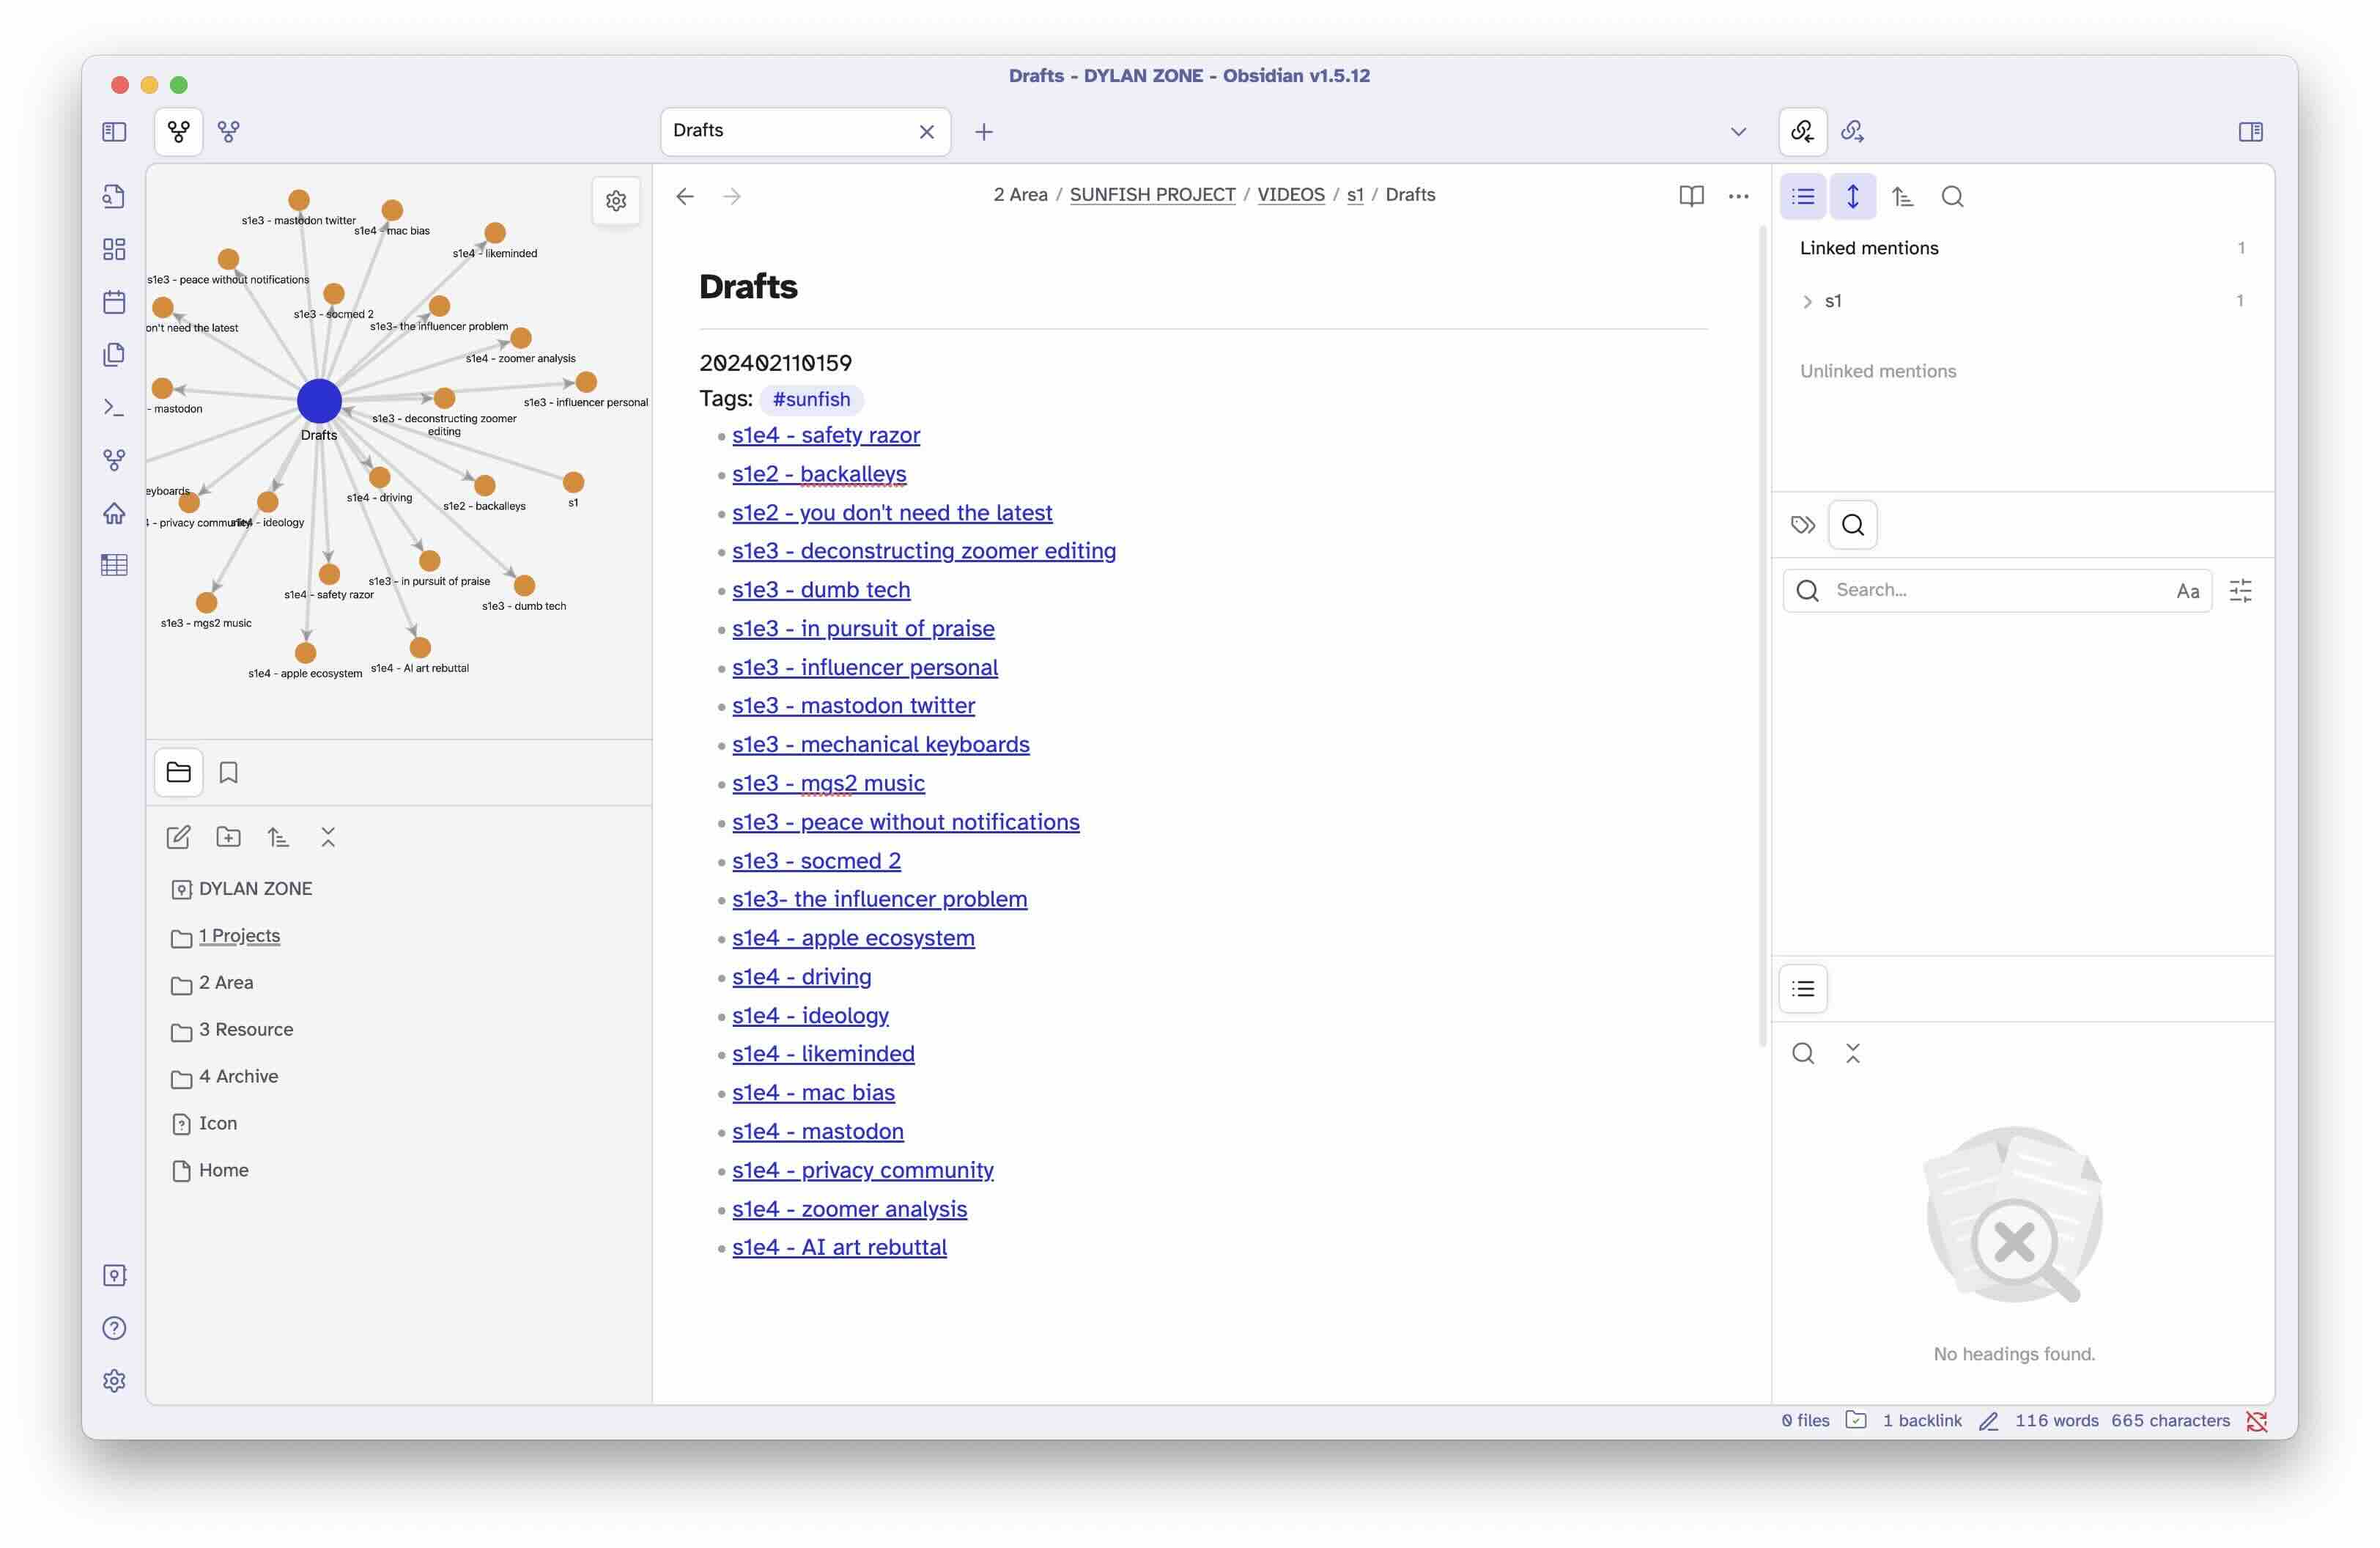 Drafts - DYLAN ZONE - Obsidian v1.5.12
Drafts
s1e3 - mastodon twitter
s1e4 - mac bias
s1e4 - likeminded
s1e3 - peace without notifications
s1e3 - socmed 2
s1e3- the influencer problem
on't need the latest
s1e4 - zoomer analysis
s1e3 - influencer personal
- mastodon
s1e3 - deconstructing zoomer
editing
Drafts
eyboards
s1e4 - driving
s1e2 - backalleys
s1
- privacy community
s1e4 - ideology
s1e3 - in pursuit of praise
s1e4 - safety razor
s1e3 - dumb tech
s1e3 - mgs2 music
s1e4 - apple ecosystem
s1e4 - AI art rebuttal
DYLAN ZONE
1 Projects
2 Area
3 Resource
4 Archive
Icon
Home
2 Area / SUNFISH PROJECT / VIDEOS / s1 / Drafts
Drafts
202402110159
Tags: #sunfish
s1e4 - safety razor
s1e2 - backalleys
s1e2 - you don't need the latest
s1e3 - deconstructing zoomer editing
s1e3 - dumb tech
s1e3 - in pursuit of praise
s1e3 - influencer personal
s1e3 - mastodon twitter
s1e3 - mechanical keyboards
s1e3 - mgs2 music
s1e3 - peace without notifications
s1e3 - socmed 2
s1e3- the influencer problem
s1e4 - apple ecosystem
s1e4 - driving
s1e4 - ideology
s1e4 - likeminded
s1e4 - mac bias
s1e4 - mastodon
s1e4 - privacy community
s1e4 - zoomer analysis
s1e4 - AI art rebuttal
Linked mentions 1
s1 1
Unlinked mentions
Search... Aa
No headings found.
0 files 1 backlink 116 words 665 characters